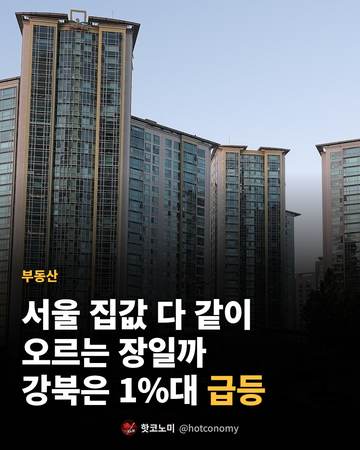 부동산
서울 집값 다 같이
오르는 장일까
강북은 1%대 급등
핫코노미 @hotconomy